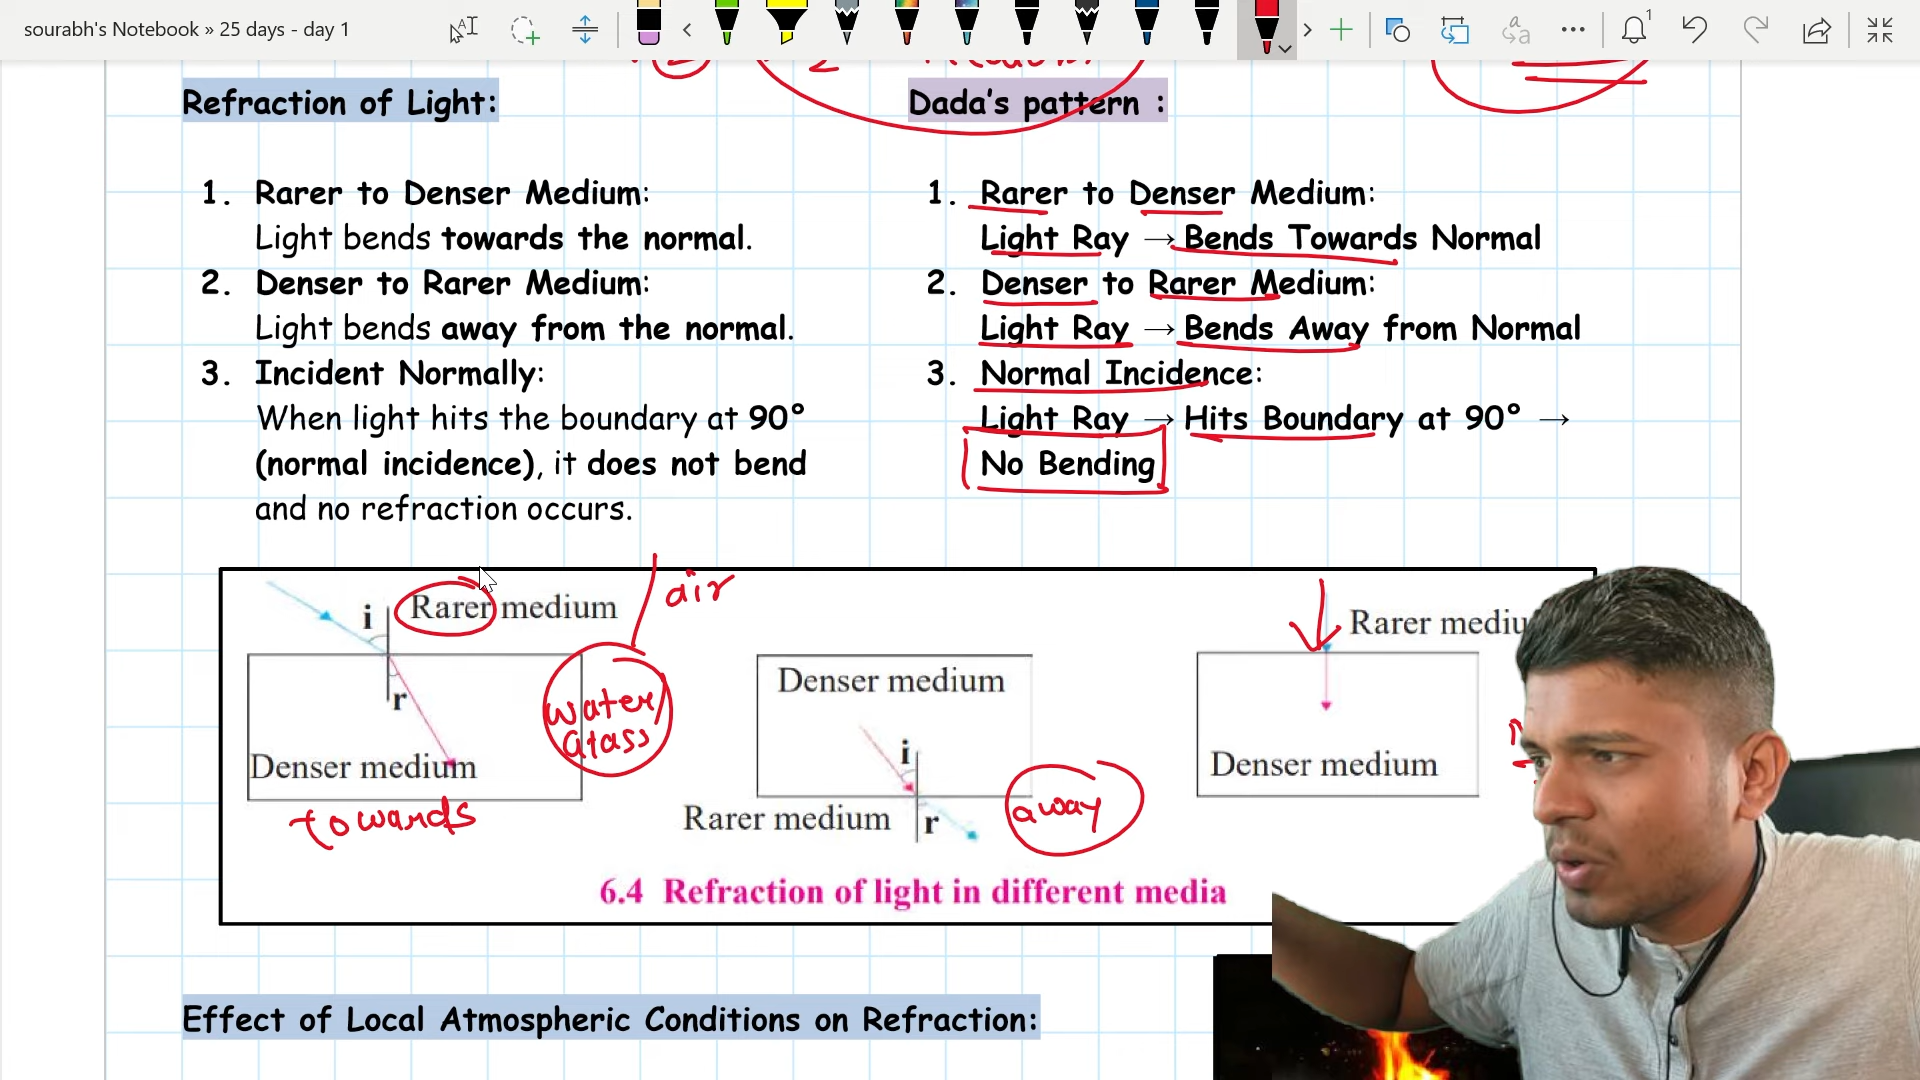 sourabh's Notebook » 25 days - day 1
Refraction of Light:
1. Rarer to Denser Medium:
Light bends towards the normal.
2. Denser to Rarer Medium:
Light bends away from the normal.
3. Incident Normally:
When light hits the boundary at 90°
(normal incidence), it does not bend
and no refraction occurs.
Dada's pattern :
1. Rarer to Denser Medium:
Light Ray → Bends Towards Normal
2. Denser to Rarer Medium:
Light Ray → Bends Away from Normal
3. Normal Incidence:
Light Ray → Hits Boundary at 90° →
No Bending
i
Rarer medium
air
r
water/
Glass
Denser medium
towards
Denser medium
i
Rarer medium
r
away
Rarer mediu
Denser medium
6.4 Refraction of light in different media
Effect of Local Atmospheric Conditions on Refraction: